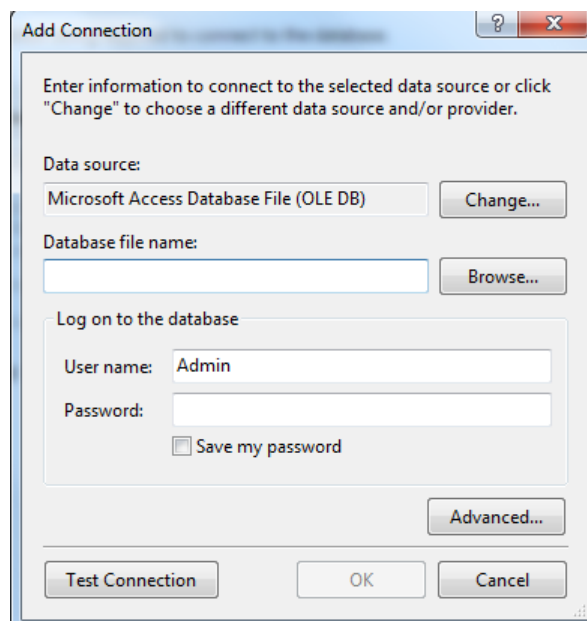 Add Connection
Enter information to connect to the selected data source or click
"Change" to choose a different data source and/or provider.
Data source:
Microsoft Access Database File (OLE DB)
Change...
Database file name:
Browse...
Log on to the database
User name:
Admin
Password:
Save my password
Advanced...
Test Connection
OK
Cancel